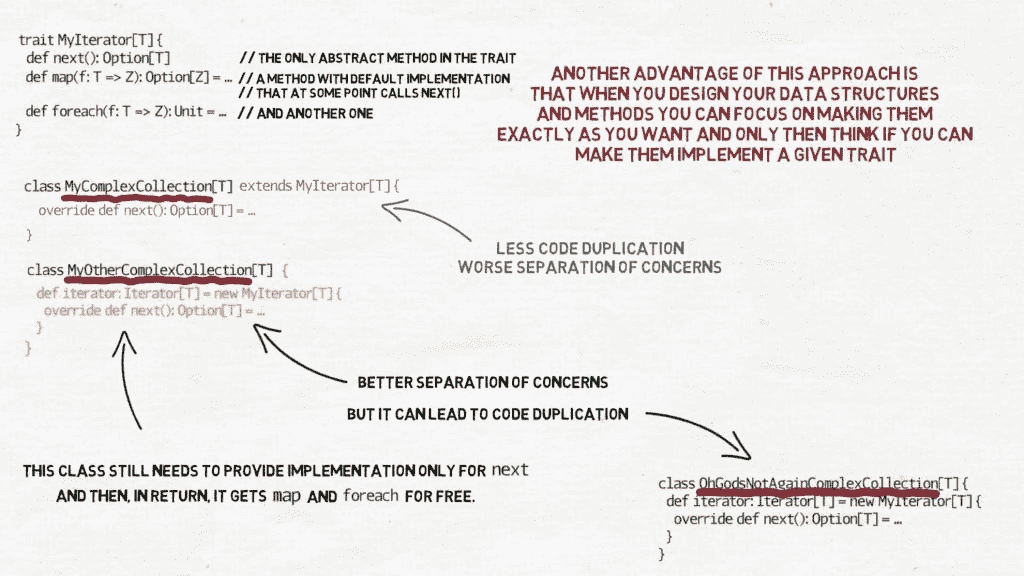 trait MyIterator[T] {
def next(): Option[T] // THE ONLY ABSTRACT METHOD IN THE TRAIT
def map(f: T => Z): Option[Z] = … // A METHOD WITH DEFAULT IMPLEMENTATION
// THAT AT SOME POINT CALLS NEXT()
def foreach(f: T => Z): Unit = … // AND ANOTHER ONE
}
ANOTHER ADVANTAGE OF THIS APPROACH IS
THAT WHEN YOU DESIGN YOUR DATA STRUCTURES
AND METHODS YOU CAN FOCUS ON MAKING THEM
EXACTLY AS YOU WANT AND ONLY THEN THINK IF YOU CAN
MAKE THEM IMPLEMENT A GIVEN TRAIT
class MyComplexCollection[T] extends MyIterator[T] {
override def next(): Option[T] = …
}
LESS CODE DUPLICATION
WORSE SEPARATION OF CONCERNS
class MyOtherComplexCollection[T] {
def iterator: Iterator[T] = new MyIterator[T] {
override def next(): Option[T] = …
}
}
BETTER SEPARATION OF CONCERNS
BUT IT CAN LEAD TO CODE DUPLICATION
THIS CLASS STILL NEEDS TO PROVIDE IMPLEMENTATION ONLY FOR next
AND THEN, IN RETURN, IT GETS map AND foreach FOR FREE.
class OhGodsNotAgainComplexCollection[T] {
def iterator: Iterator[T] = new MyIterator[T] {
override def next(): Option[T] = …
}
}